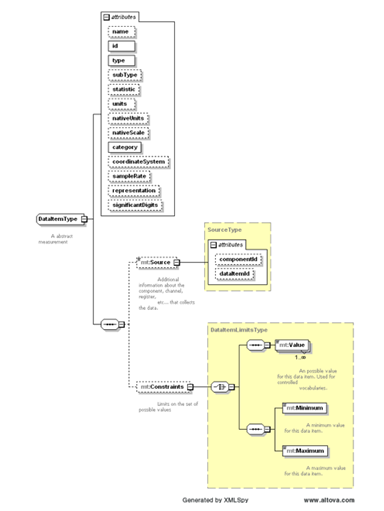 attributes
name
id
type
subType
statistic
units
nativeUnits
nativeScale
category
coordinateSystem
sampleRate
representation
significantDigits
DataItemType
A abstract
measurement
SourceType
attributes
componentId
dataItemId
mt:Source
Additional
information about the
component, channel,
register,
etc... that collects
the data.
DataItemLimitsType
mt:Value
1..∞
An possible value
for this data item. Used for
controlled
vocabularies.
mt:Constraints
Limits on the set of
possible values
mt:Minimum
A minimum value
for this data item.
mt:Maximum
A maximum value
for this data item.
Generated by XMLSpy
www.altova.com